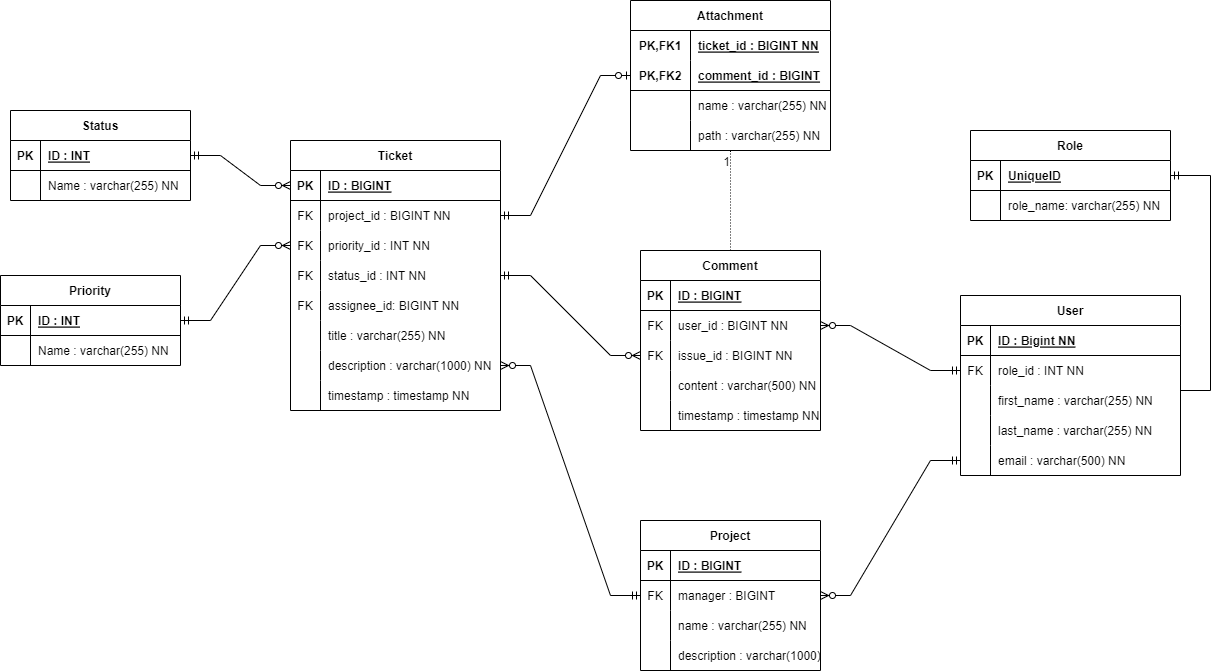 Attachment
PK,FK1 ticket_id : BIGINT NN
PK,FK2 comment_id : BIGINT
name : varchar(255) NN
path : varchar(255) NN
1
Status
PK ID : INT
Name : varchar(255) NN
Ticket
PK ID : BIGINT
FK project_id : BIGINT NN
FK priority_id : INT NN
FK status_id : INT NN
FK assignee_id: BIGINT NN
title : varchar(255) NN
description : varchar(1000) NN
timestamp : timestamp NN
Role
PK UniqueID
role_name: varchar(255) NN
Priority
PK ID : INT
Name : varchar(255) NN
Comment
PK ID : BIGINT
FK user_id : BIGINT NN
FK issue_id : BIGINT NN
content : varchar(500) NN
timestamp : timestamp NN
User
PK ID : Bigint NN
FK role_id : INT NN
first_name : varchar(255) NN
last_name : varchar(255) NN
email : varchar(500) NN
Project
PK ID : BIGINT
FK manager : BIGINT
name : varchar(255) NN
description : varchar(1000)